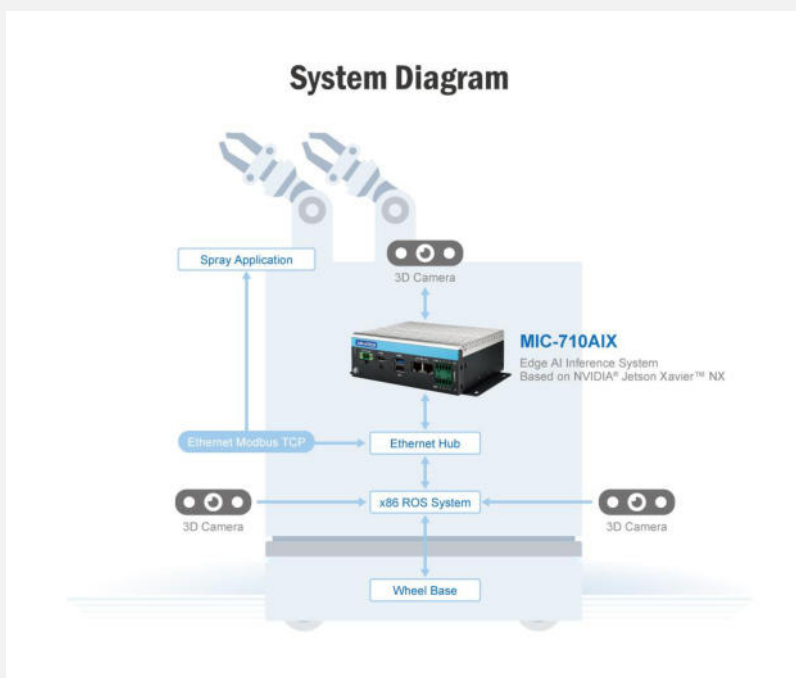 System Diagram
Spray Application
3D Camera
MIC-710AIX
Edge AI Inference System
Based on NVIDIA® Jetson Xavier™ NX
Ethernet Modbus TCP
Ethernet Hub
x86 ROS System
3D Camera
3D Camera
Wheel Base